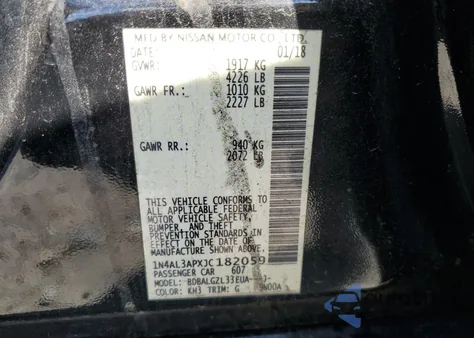 MFD BY NISSAN MOTOR CO., LTD.
DATE: 01/18
GVWR: 1917 KG
4226 LB
GAWR FR.: 1010 KG
2227 LB
GAWR RR.: 940 KG
2072 LB
THIS VEHICLE CONFORMS TO
ALL APPLICABLE FEDERAL
MOTOR VEHICLE SAFETY,
BUMPER, AND THEFT
PREVENTION STANDARDS
IN EFFECT ON THE DATE OF
MANUFACTURE SHOWN
ABOVE.
1N4AL3APXJC182059
PASSENGER CAR 607
MODEL: BDBALGZL33EUA
COLOR: KH3 TRIM: G